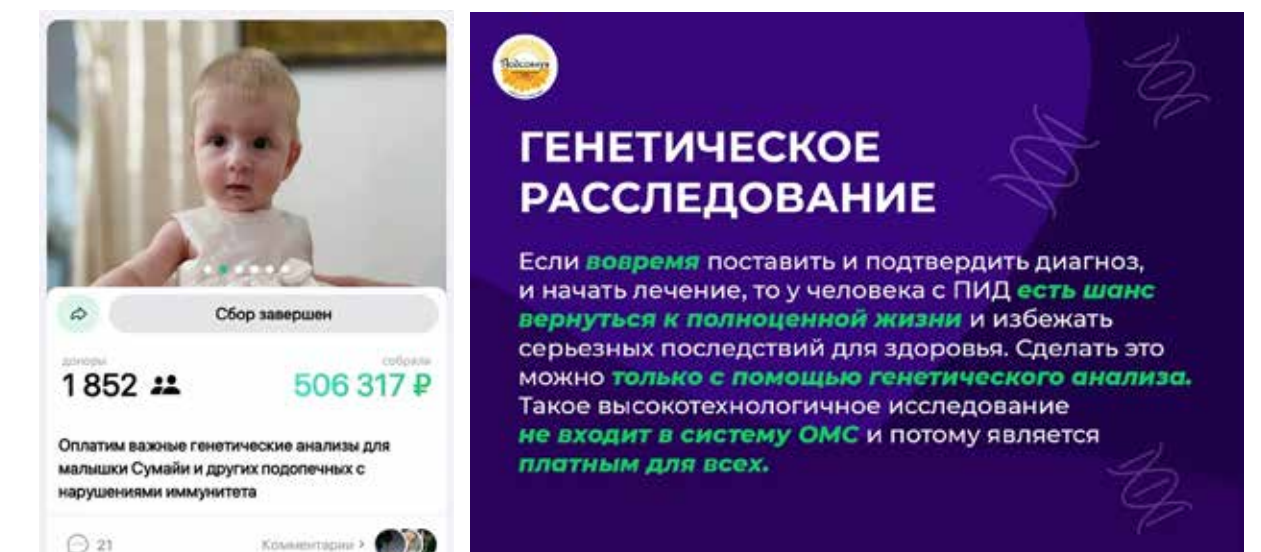 Сбор завершен
доноры
собрали
1 852
506 317 ₽
Оплатим важные генетические анализы для
малышки Сумайи и других подопечных с
нарушениями иммунитета
21
Комментарии >
Подсолнух
ГЕНЕТИЧЕСКОЕ
РАССЛЕДОВАНИЕ
Если вовремя поставить и подтвердить диагноз,
и начать лечение, то у человека с ПИД есть шанс
вернуться к полноценной жизни и избежать
серьезных последствий для здоровья. Сделать это
можно только с помощью генетического анализа.
Такое высокотехнологичное исследование
не входит в систему ОМС и потому является
платным для всех.